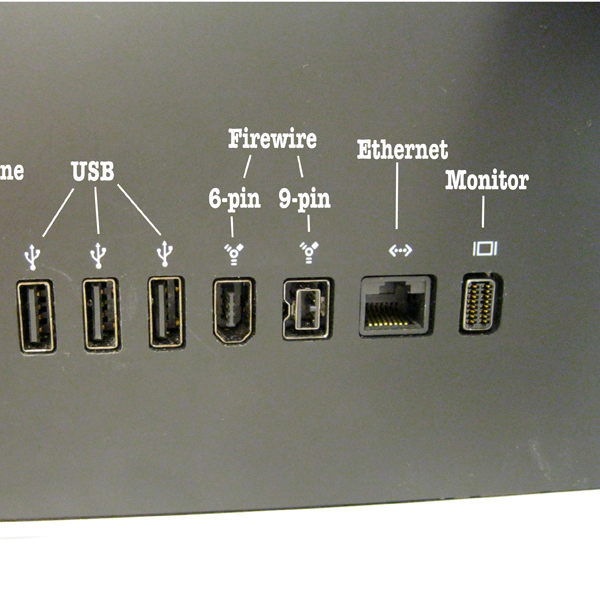 Firewire
Ethernet
ne
USB
Monitor
6-pin
9-pin